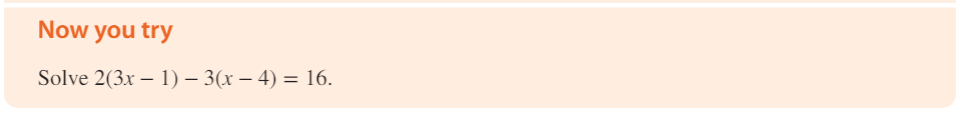 Now you try
Solve 2(3x – 1) – 3(x – 4) = 16.